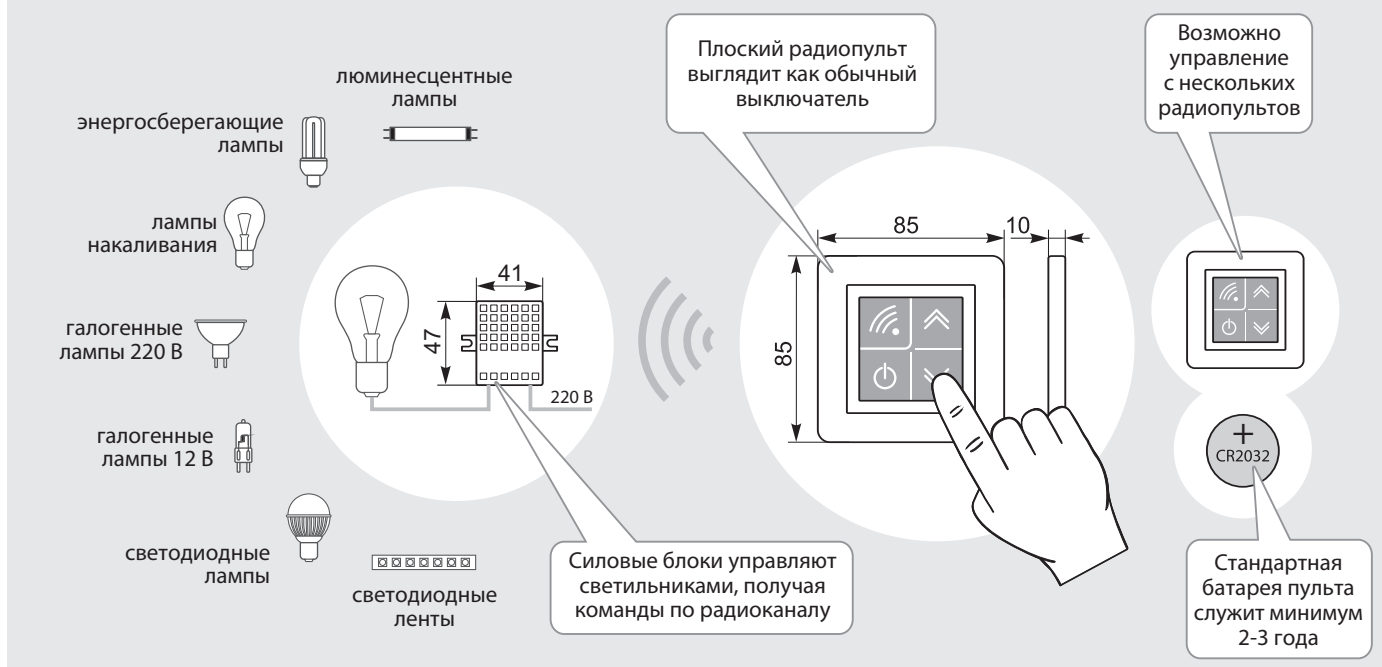 люминесцентные
лампы
энергосберегающие
лампы
лампы
накаливания
галогенные
лампы 220 В
галогенные
лампы 12 В
светодиодные
лампы
светодиодные
ленты
41
47
220 В
Силовые блоки управляют
светильниками, получая
команды по радиоканалу
Плоский радиопульт
выглядит как обычный
выключатель
85
10
85
Возможно
управление
с нескольких
радиопультов
+
CR2032
Стандартная
батарея пульта
служит минимум
2-3 года